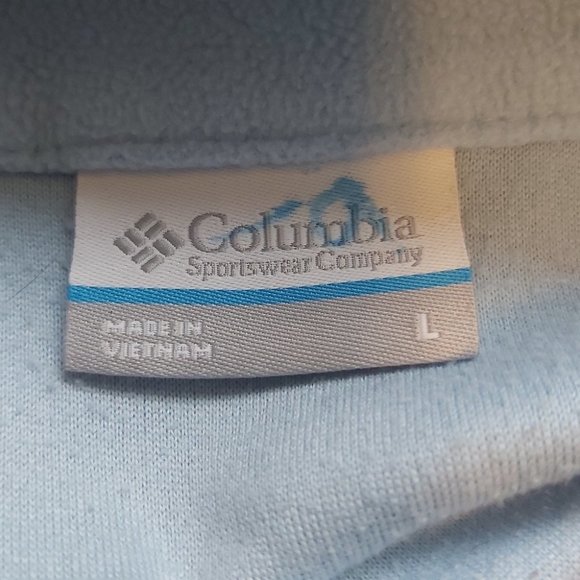 Columbia
Sportswear Company
MADE IN
VIETNAM
L